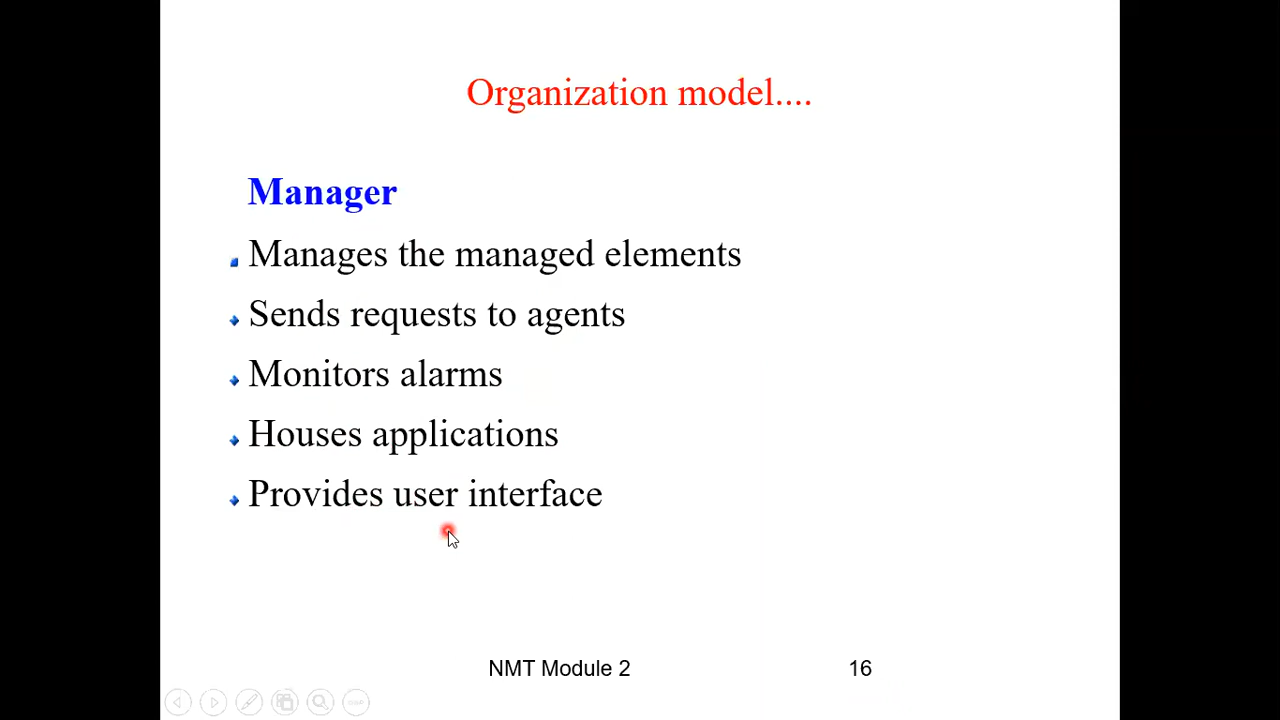 Organization model....
Manager
Manages the managed elements
Sends requests to agents
Monitors alarms
Houses applications
Provides user interface
NMT Module 2
16